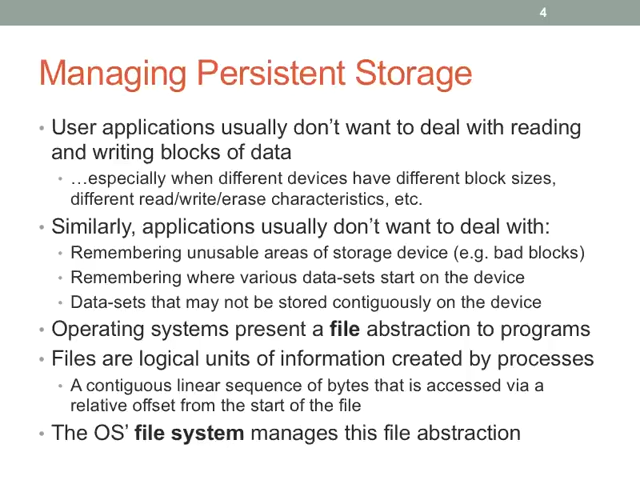 4
Managing Persistent Storage
• User applications usually don’t want to deal with reading
and writing blocks of data
• …especially when different devices have different block sizes,
different read/write/erase characteristics, etc.
• Similarly, applications usually don’t want to deal with:
• Remembering unusable areas of storage device (e.g. bad blocks)
• Remembering where various data-sets start on the device
• Data-sets that may not be stored contiguously on the device
• Operating systems present a file abstraction to programs
• Files are logical units of information created by processes
• A contiguous linear sequence of bytes that is accessed via a
relative offset from the start of the file
• The OS’ file system manages this file abstraction